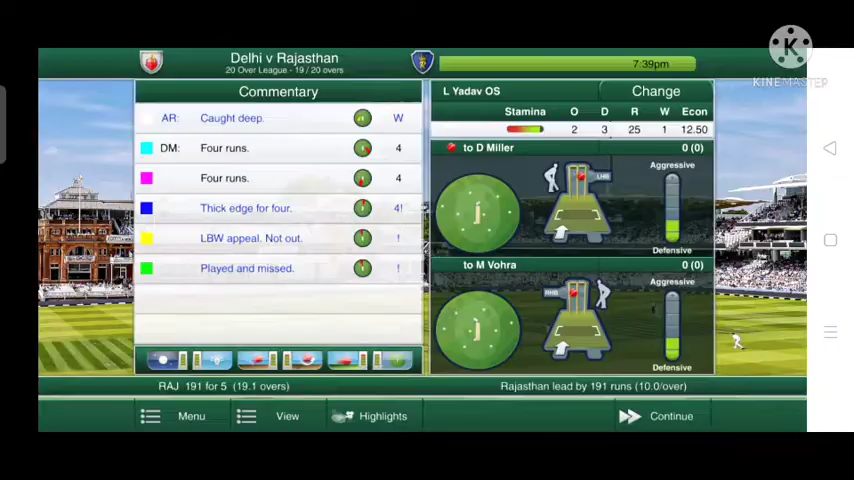 Delhi v Rajasthan
20 Over League - 19 / 20 overs
7:39pm
KINEMASTER
Commentary
AR: Caught deep. W
DM: Four runs. 4
Four runs. 4
Thick edge for four. 4!
LBW appeal. Not out. !
Played and missed. !
L Yadav OS
Change
Stamina O D R W Econ
2 3 25 1 12.50
to D Miller 0 (0)
Aggressive
LHB
Defensive
to M Vohra 0 (0)
Aggressive
RHB
Defensive
RAJ 191 for 5 (19.1 overs)
Rajasthan lead by 191 runs (10.0/over)
Menu
View
Highlights
Continue